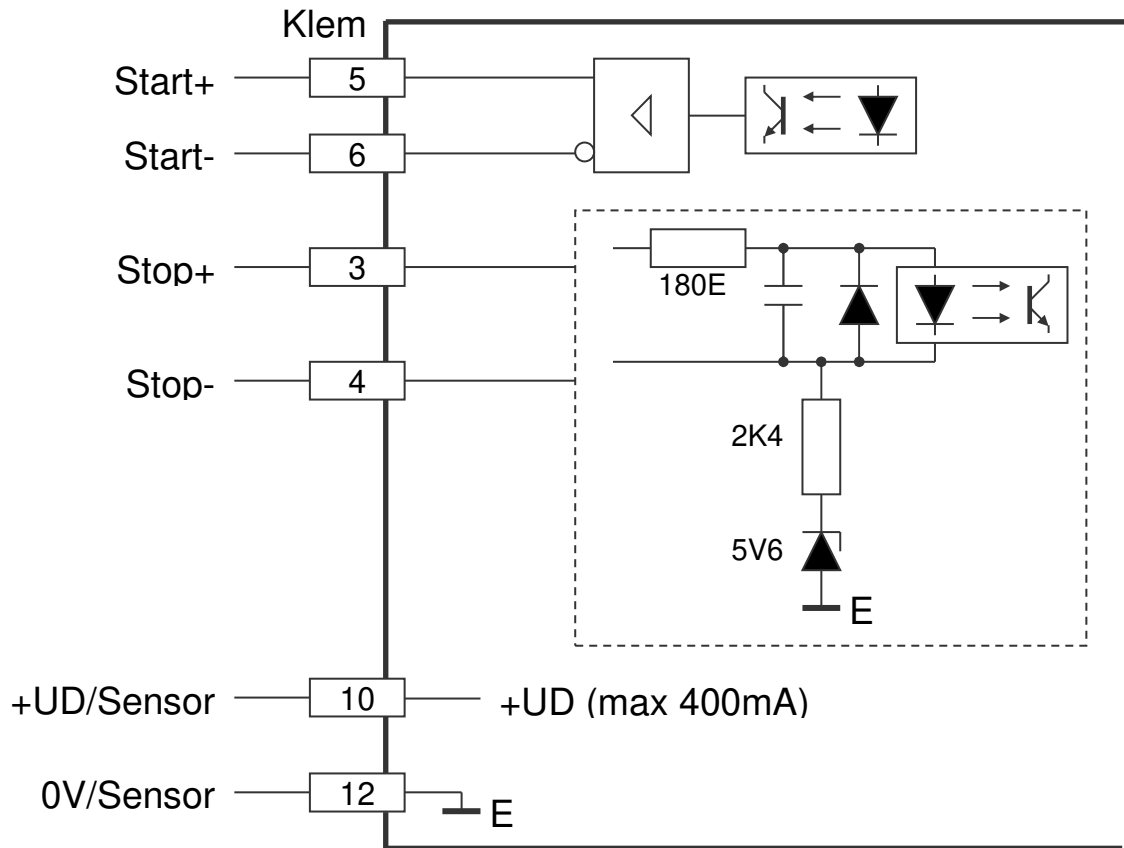 Klem
Start+
5
Start-
6
Stop+
3
180E
Stop-
4
2K4
5V6
E
+UD/Sensor
10
+UD (max 400mA)
0V/Sensor
12
E